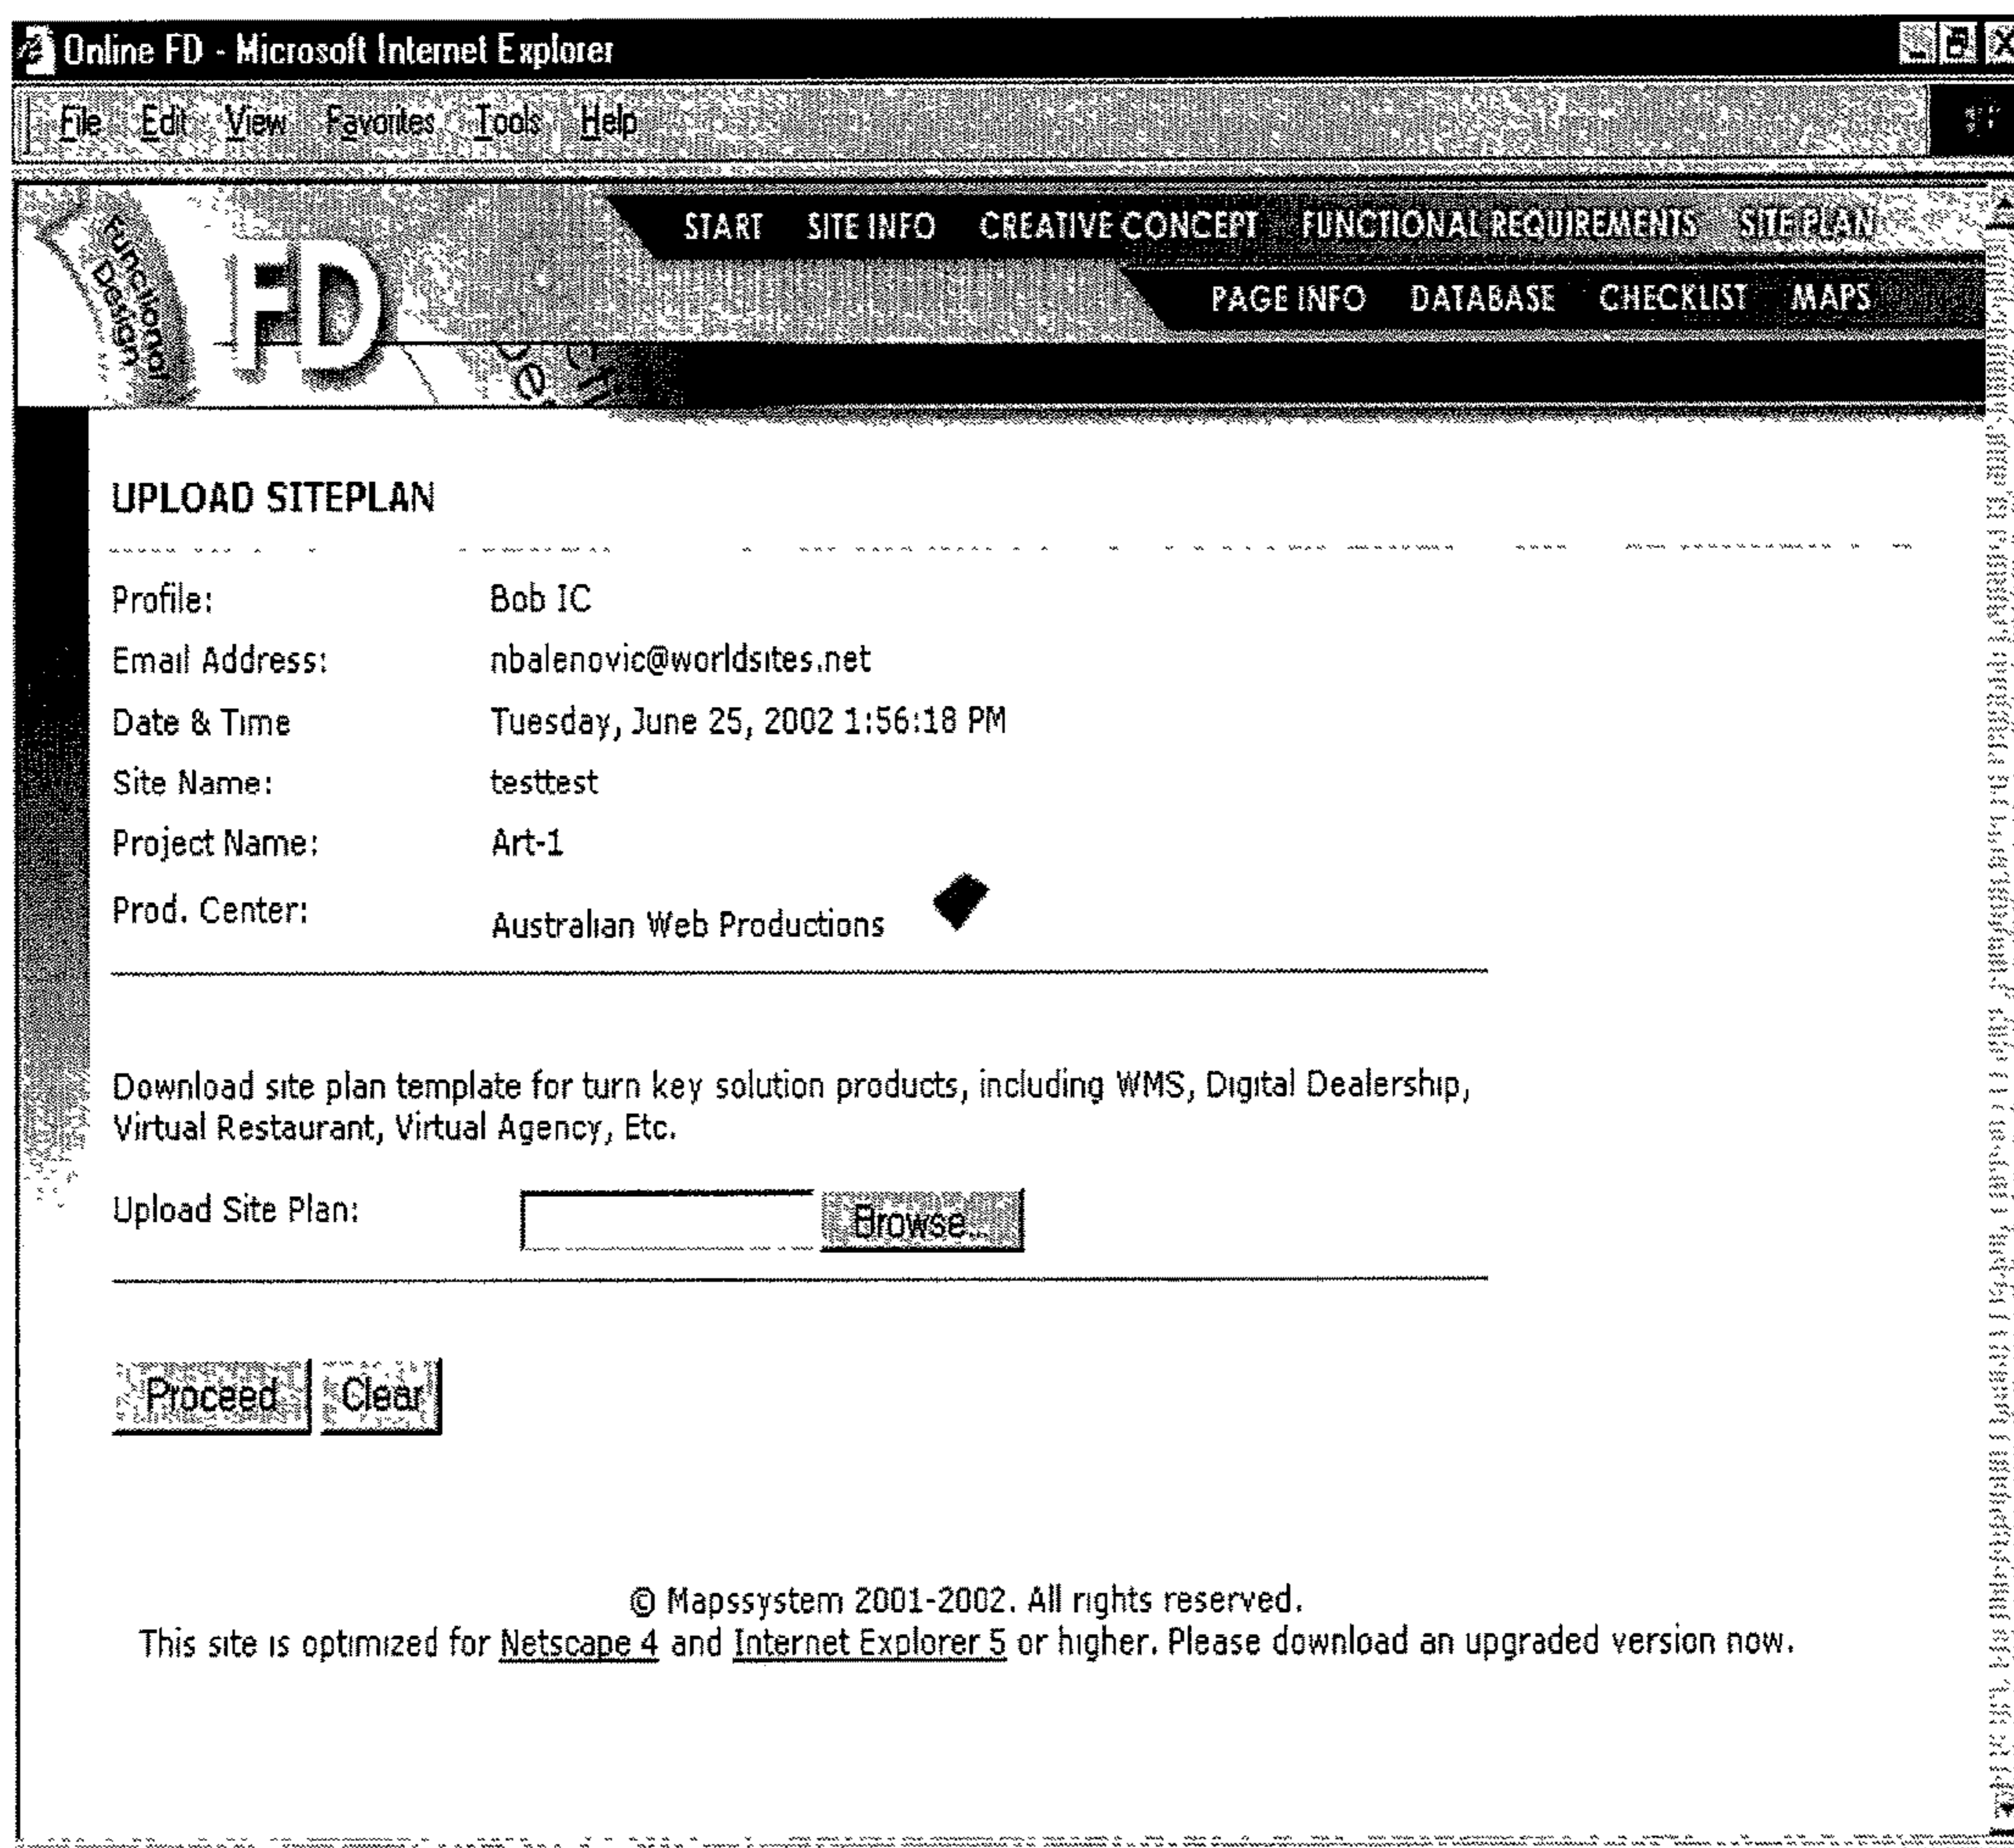 Online FD - Microsoft Internet Explorer
File Edit View Favorites Tools Help
Functional
Design
FD
START SITE INFO CREATIVE CONCEPT FUNCTIONAL REQUIREMENTS SITE PLAN
PAGE INFO DATABASE CHECKLIST MAPS
UPLOAD SITEPLAN
Profile: Bob IC
Email Address: nbalenovic@worldsites.net
Date & Time Tuesday, June 25, 2002 1:56:18 PM
Site Name: testtest
Project Name: Art-1
Prod. Center: Australian Web Productions
Download site plan template for turn key solution products, including WMS, Digital Dealership,
Virtual Restaurant, Virtual Agency, Etc.
Upload Site Plan: Browse...
Proceed Clear
© Mapssystem 2001-2002. All rights reserved.
This site is optimized for Netscape 4 and Internet Explorer 5 or higher. Please download an upgraded version now.